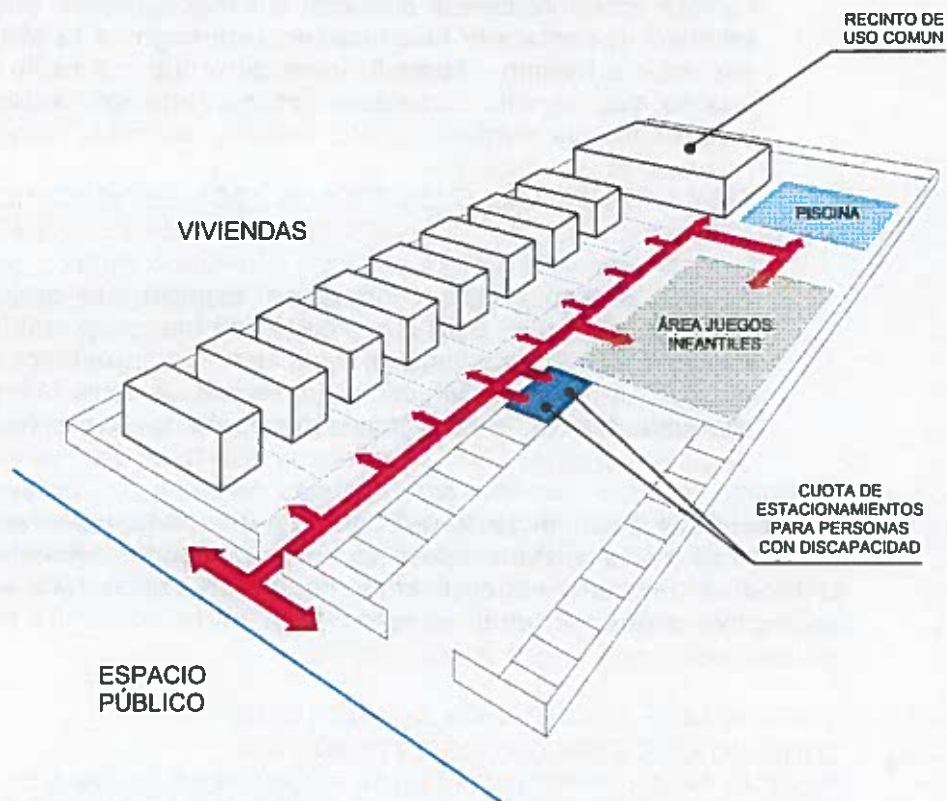 RECINTO DE
USO COMUN
PISCINA
VIVIENDAS
ÁREA JUEGOS
INFANTILES
CUOTA DE
ESTACIONAMIENTOS
PARA PERSONAS
CON DISCAPACIDAD
ESPACIO
PÚBLICO